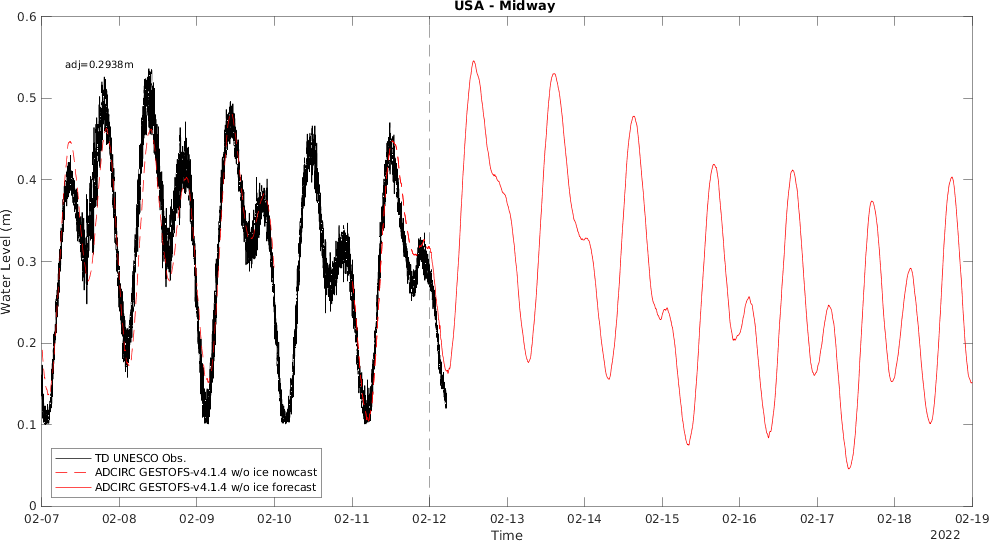 USA - Midway
0.6
adj=0.2938m
0.5
0.4
0.3
0.2
0.1
0
Water Level (m)
TD UNESCO Obs.
ADCIRC GESTOFS-v4.1.4 w/o ice nowcast
ADCIRC GESTOFS-v4.1.4 w/o ice forecast
02-07 02-08 02-09 02-10 02-11 02-12 02-13 02-14 02-15 02-16 02-17 02-18 02-19
Time
2022